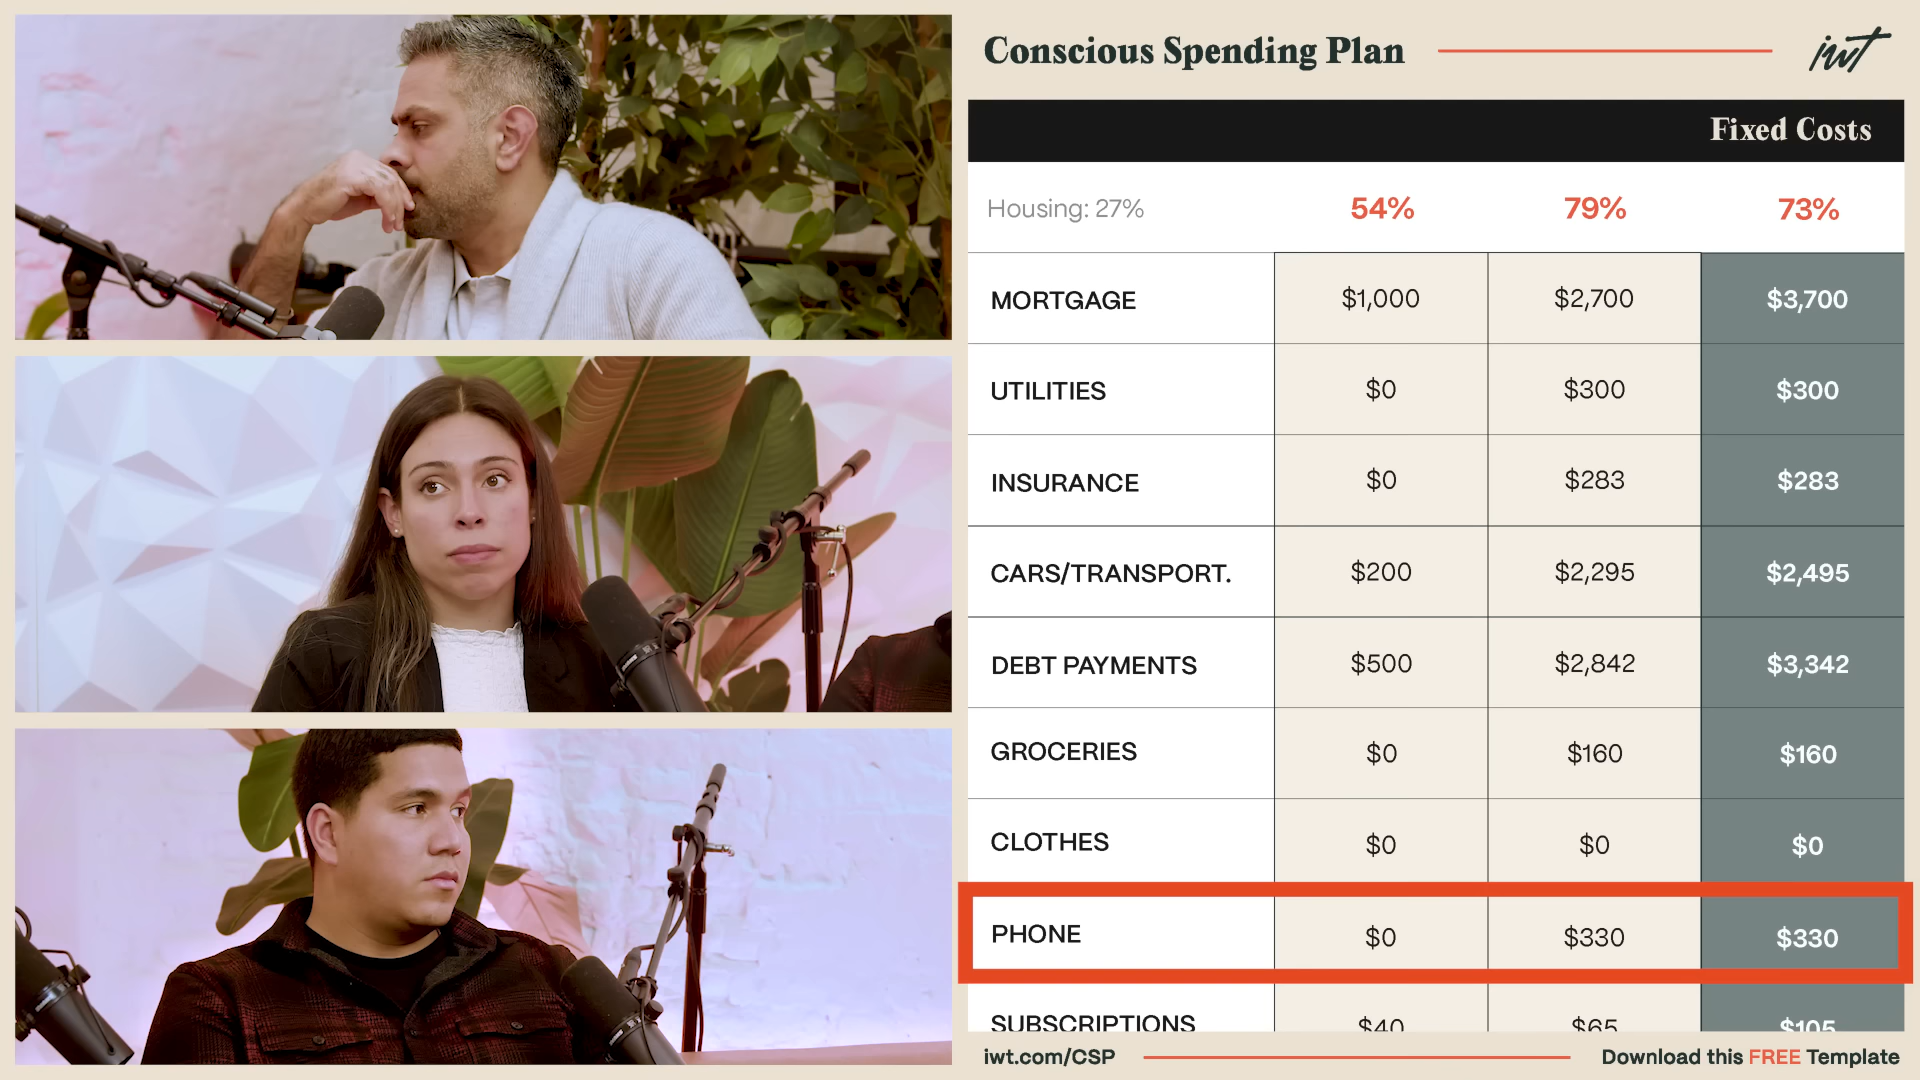 Conscious Spending Plan iwt
Fixed Costs
Housing: 27% 54% 79% 73%
MORTGAGE $1,000 $2,700 $3,700
UTILITIES $0 $300 $300
INSURANCE $0 $283 $283
CARS/TRANSPORT. $200 $2,295 $2,495
DEBT PAYMENTS $500 $2,842 $3,342
GROCERIES $0 $160 $160
CLOTHES $0 $0 $0
PHONE $0 $330 $330
SUBSCRIPTIONS $40 $65 $105
iwt.com/CSP Download this FREE Template